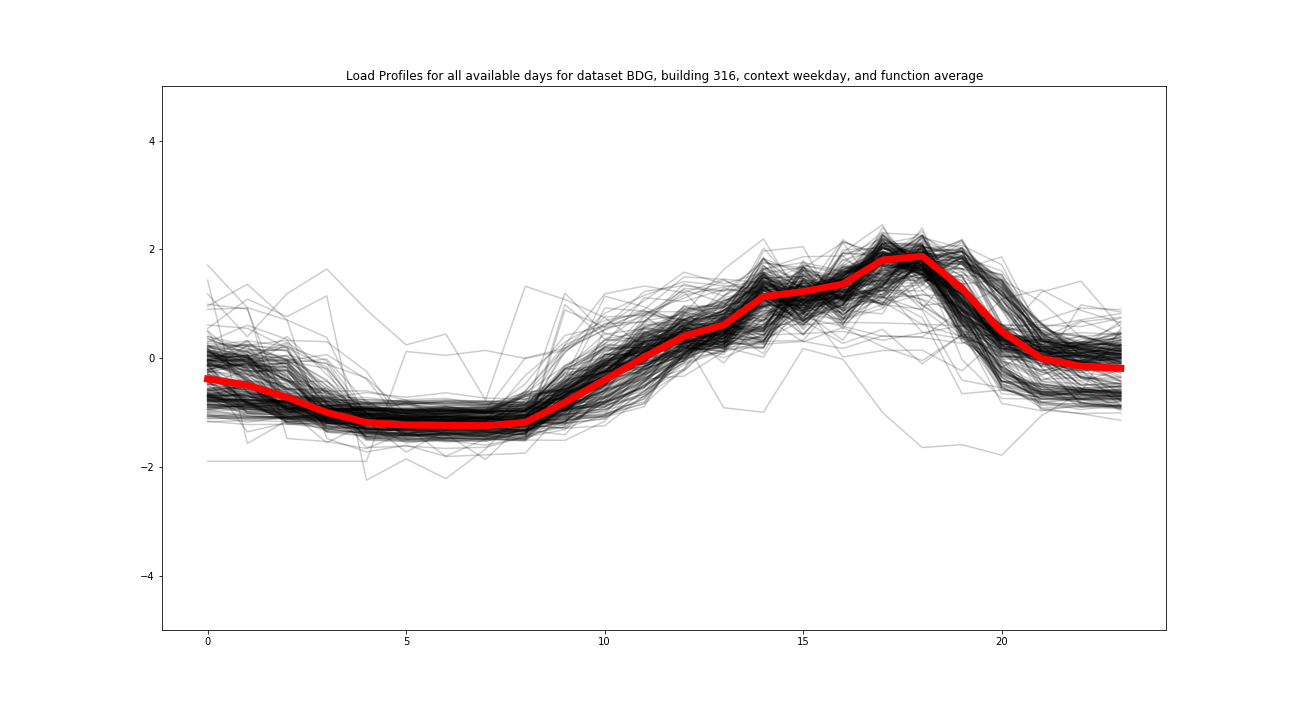 Load Profiles for all available days for dataset BDG, building 316, context weekday, and function average
4
2
0
−2
−4
0 5 10 15 20